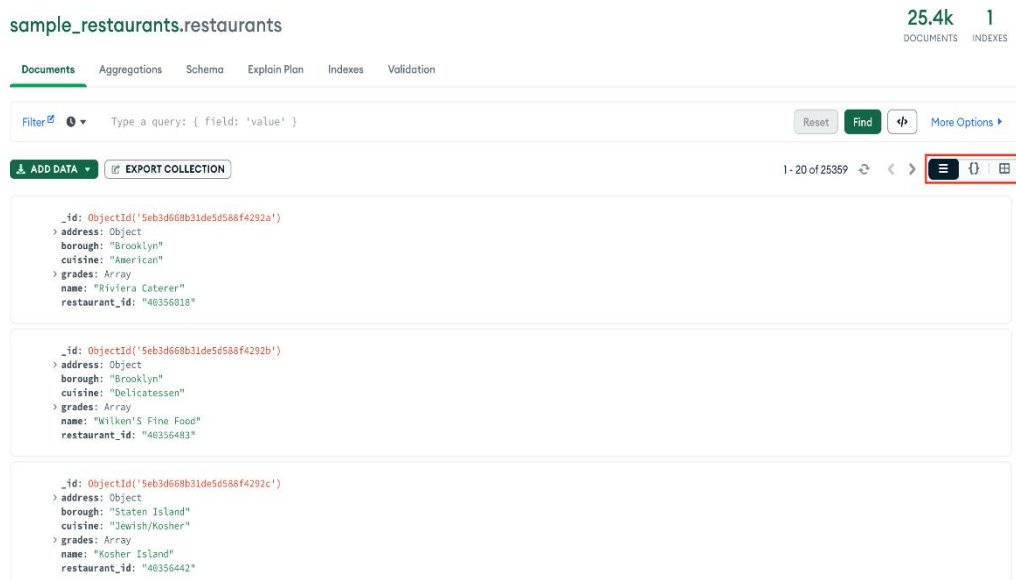 sample_restaurants.restaurants
25.4k 1
DOCUMENTS INDEXES
Documents Aggregations Schema Explain Plan Indexes Validation
Filter Type a query: { field: 'value' } Reset Find </> More Options
ADD DATA EXPORT COLLECTION 1 - 20 of 25359 {}
_id: ObjectId('5eb3d668b31de5d588f4292a')
address: Object
borough: "Brooklyn"
cuisine: "American"
grades: Array
name: "Riviera Caterer"
restaurant_id: "40356018"
_id: ObjectId('5eb3d668b31de5d588f4292b')
address: Object
borough: "Brooklyn"
cuisine: "Delicatessen"
grades: Array
name: "Wilken'S Fine Food"
restaurant_id: "40356483"
_id: ObjectId('5eb3d668b31de5d588f4292c')
address: Object
borough: "Staten Island"
cuisine: "Jewish/Kosher"
grades: Array
name: "Kosher Island"
restaurant_id: "40356442"